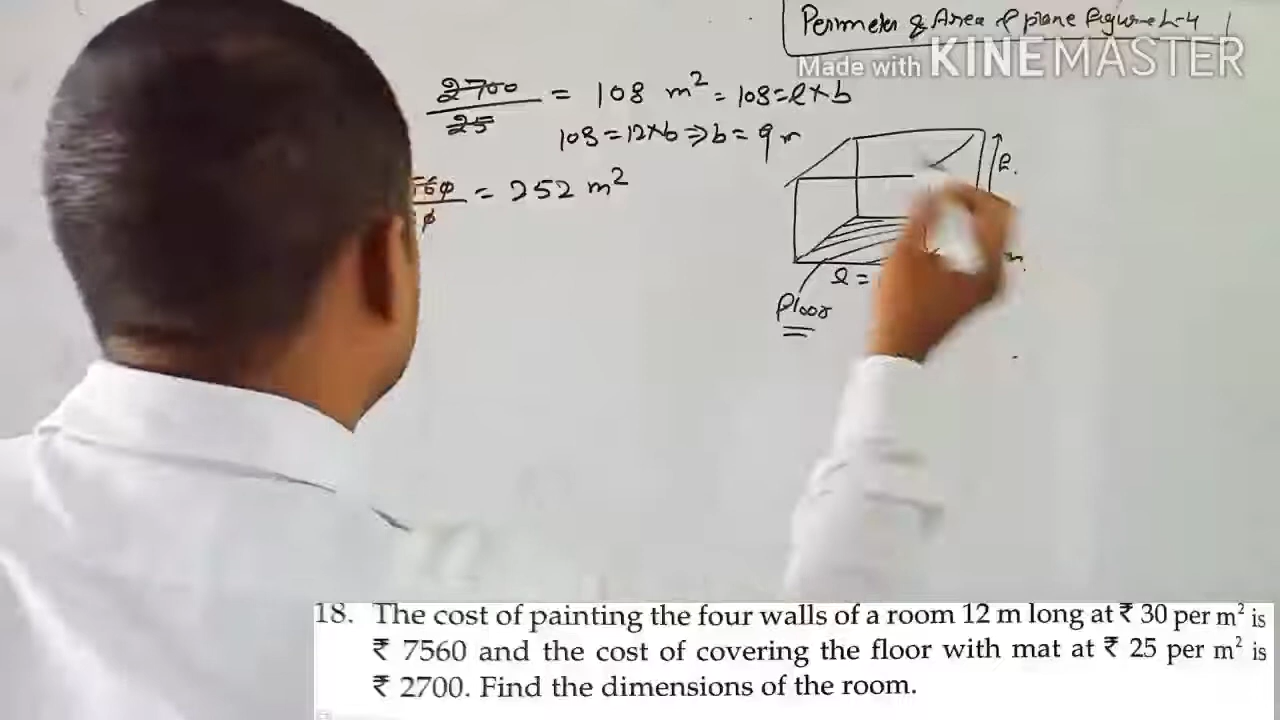 Perimeter & Area of plane figure L-4
Made with KINEMASTER
2700/25 = 108 m² = 108 = l×b
108 = 12×b ⇒ b = 9 m
= 252 m²
h.
l =
m.
floor
18. The cost of painting the four walls of a room 12 m long at ₹ 30 per m² is
₹ 7560 and the cost of covering the floor with mat at ₹ 25 per m² is
₹ 2700. Find the dimensions of the room.